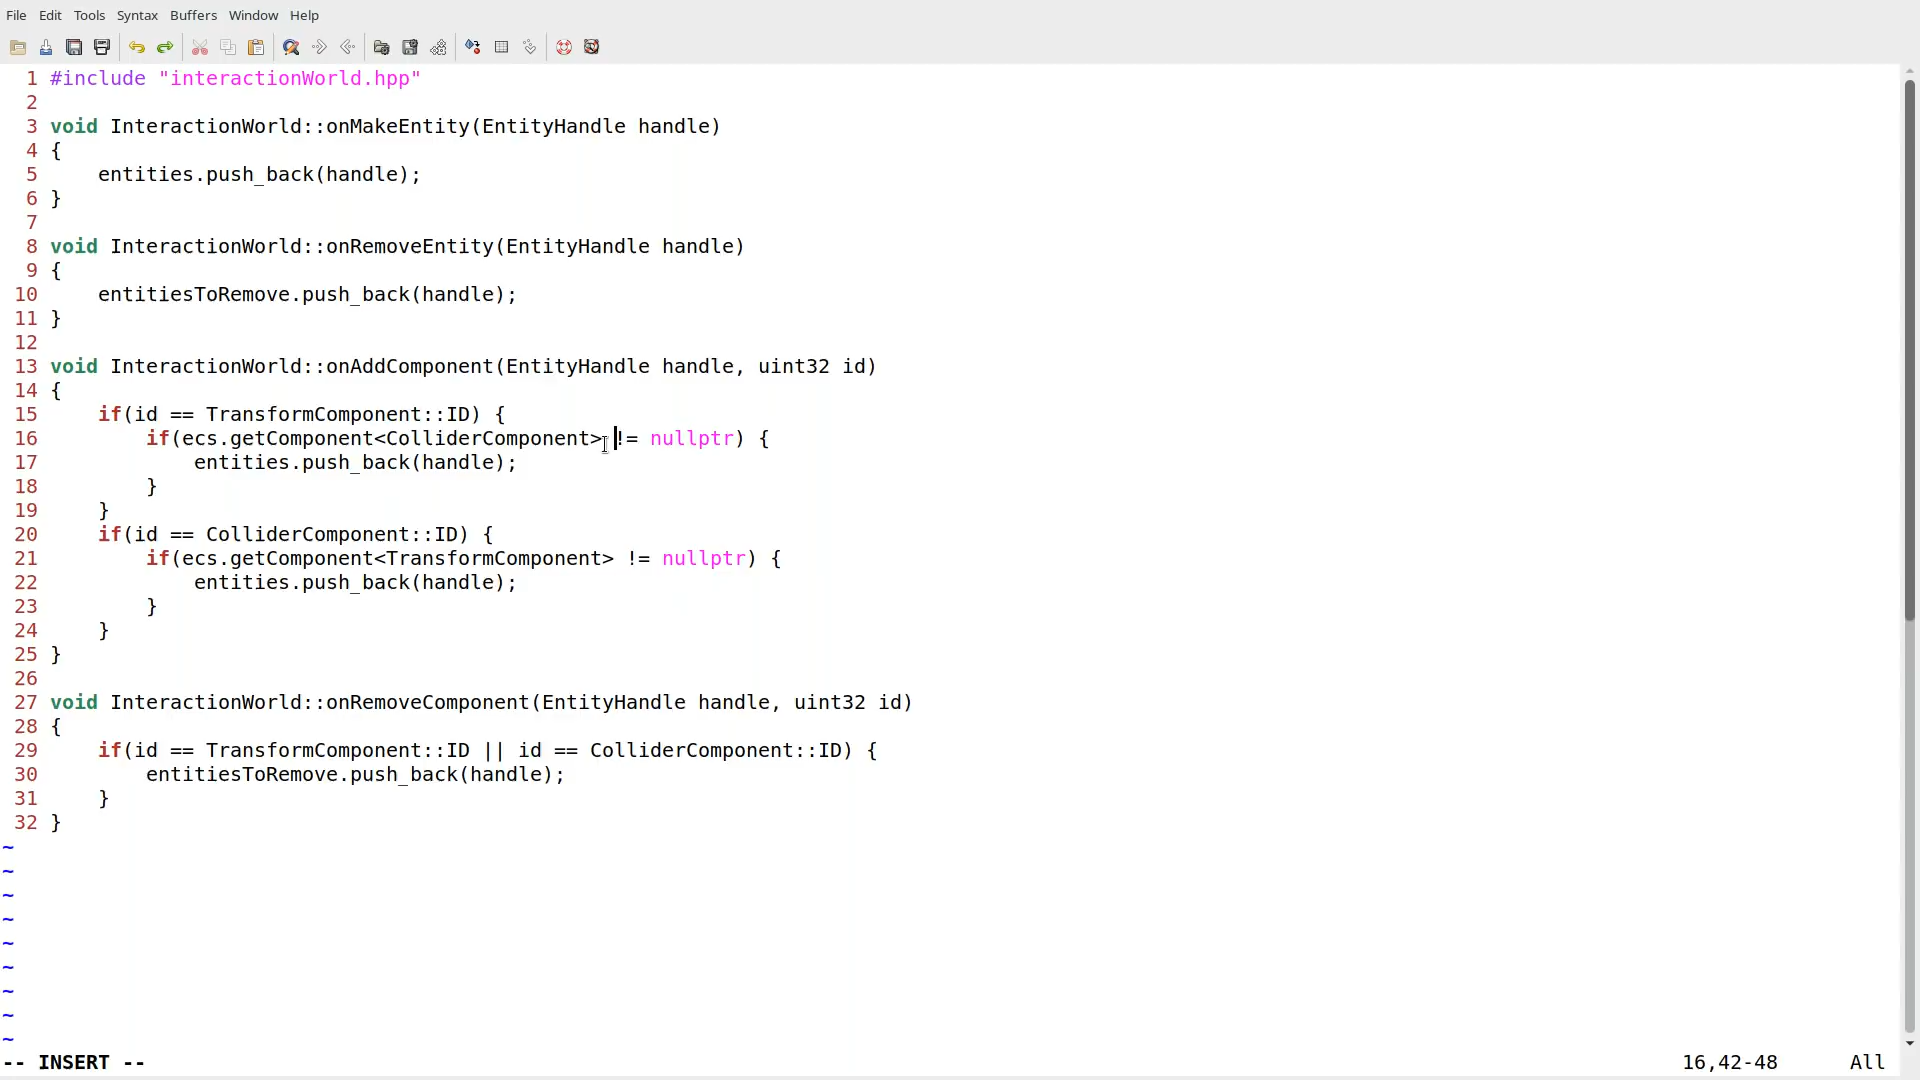 File Edit Tools Syntax Buffers Window Help
1 #include "interactionWorld.hpp"
2
3 void InteractionWorld::onMakeEntity(EntityHandle handle)
4 {
5     entities.push_back(handle);
6 }
7
8 void InteractionWorld::onRemoveEntity(EntityHandle handle)
9 {
10     entitiesToRemove.push_back(handle);
11 }
12
13 void InteractionWorld::onAddComponent(EntityHandle handle, uint32 id)
14 {
15     if(id == TransformComponent::ID) {
16         if(ecs.getComponent<ColliderComponent> != nullptr) {
17             entities.push_back(handle);
18         }
19     }
20     if(id == ColliderComponent::ID) {
21         if(ecs.getComponent<TransformComponent> != nullptr) {
22             entities.push_back(handle);
23         }
24     }
25 }
26
27 void InteractionWorld::onRemoveComponent(EntityHandle handle, uint32 id)
28 {
29     if(id == TransformComponent::ID || id == ColliderComponent::ID) {
30         entitiesToRemove.push_back(handle);
31     }
32 }
~
~
~
~
~
~
~
~
~
-- INSERT -- 16,42-48 All